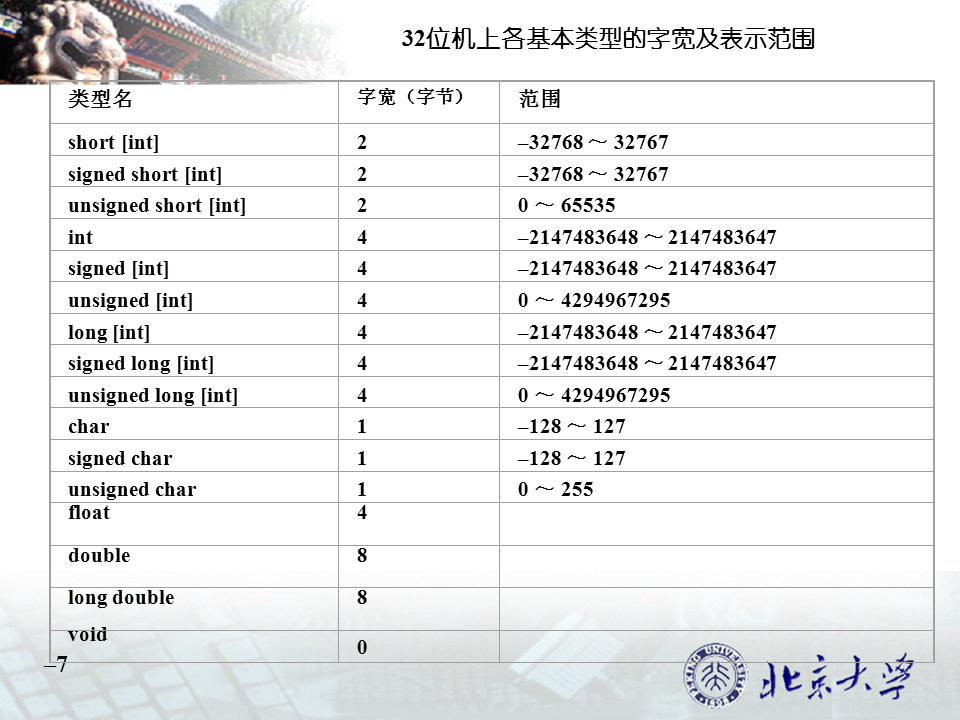 32位机上各基本类型的字宽及表示范围
类型名 字宽（字节） 范围
short [int] 2 –32768 ～ 32767
signed short [int] 2 –32768 ～ 32767
unsigned short [int] 2 0 ～ 65535
int 4 –2147483648 ～ 2147483647
signed [int] 4 –2147483648 ～ 2147483647
unsigned [int] 4 0 ～ 4294967295
long [int] 4 –2147483648 ～ 2147483647
signed long [int] 4 –2147483648 ～ 2147483647
unsigned long [int] 4 0 ～ 4294967295
char 1 –128 ～ 127
signed char 1 –128 ～ 127
unsigned char 1 0 ～ 255
float 4
double 8
long double 8
void 0
–7
PEKING UNIVERSITY
1898
北京大学